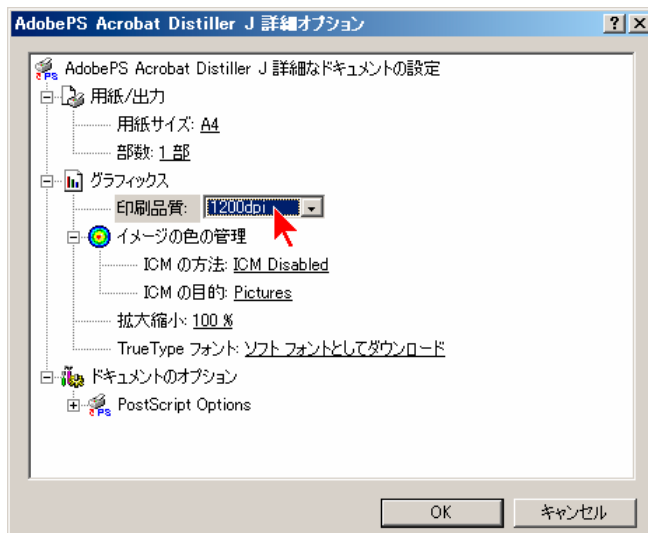 AdobePS Acrobat Distiller J 詳細オプション
AdobePS Acrobat Distiller J 詳細なドキュメントの設定
用紙/出力
用紙サイズ: A4
部数: 1 部
グラフィックス
印刷品質: 1200dpi
イメージの色の管理
ICM の方法: ICM Disabled
ICM の目的: Pictures
拡大縮小: 100 %
TrueType フォント: ソフト フォントとしてダウンロード
ドキュメントのオプション
PostScript Options
OK キャンセル